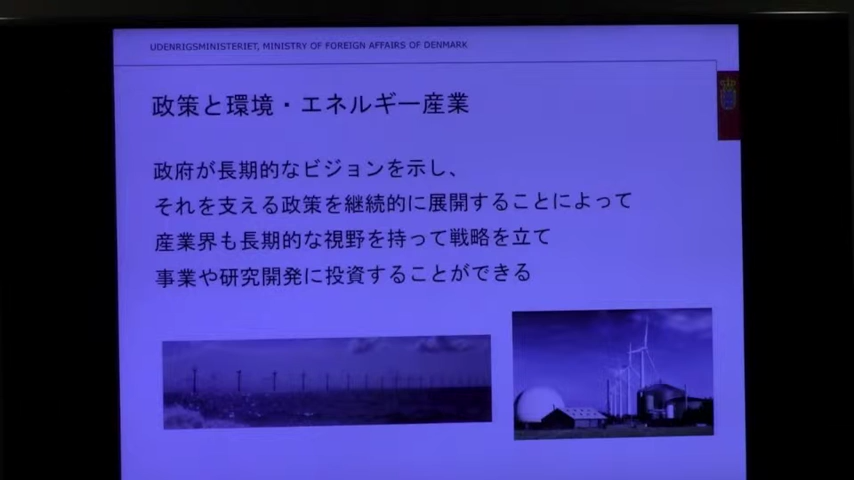 UDENRIGSMINISTERIET, MINISTRY OF FOREIGN AFFAIRS OF DENMARK
政策と環境・エネルギー産業
政府が長期的なビジョンを示し、
それを支える政策を継続的に展開することによって
産業界も長期的な視野を持って戦略を立て
事業や研究開発に投資することができる